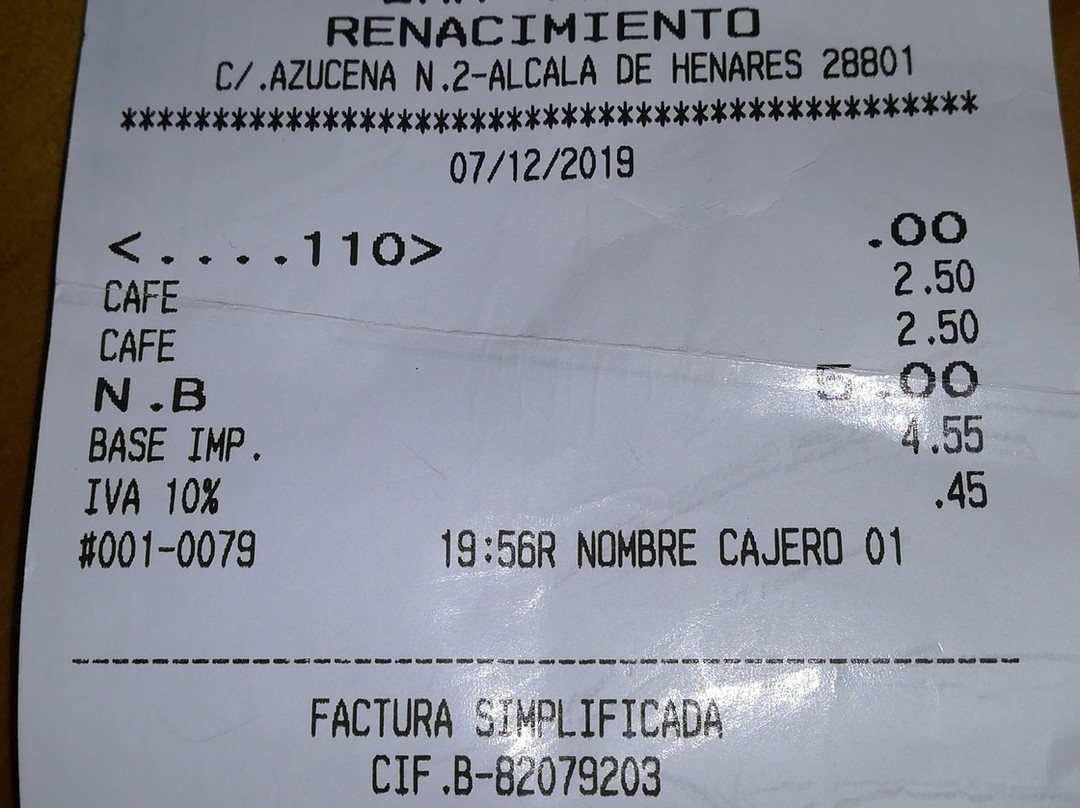 RENACIMIENTO
C/.AZUCENA N.2-ALCALA DE HENARES 28801
***********************************************
07/12/2019
<....110> .00
CAFE 2.50
CAFE 2.50
N.B 5.00
BASE IMP. 4.55
IVA 10% .45
#001-0079 19:56R NOMBRE CAJERO 01
FACTURA SIMPLIFICADA
CIF.B-82079203